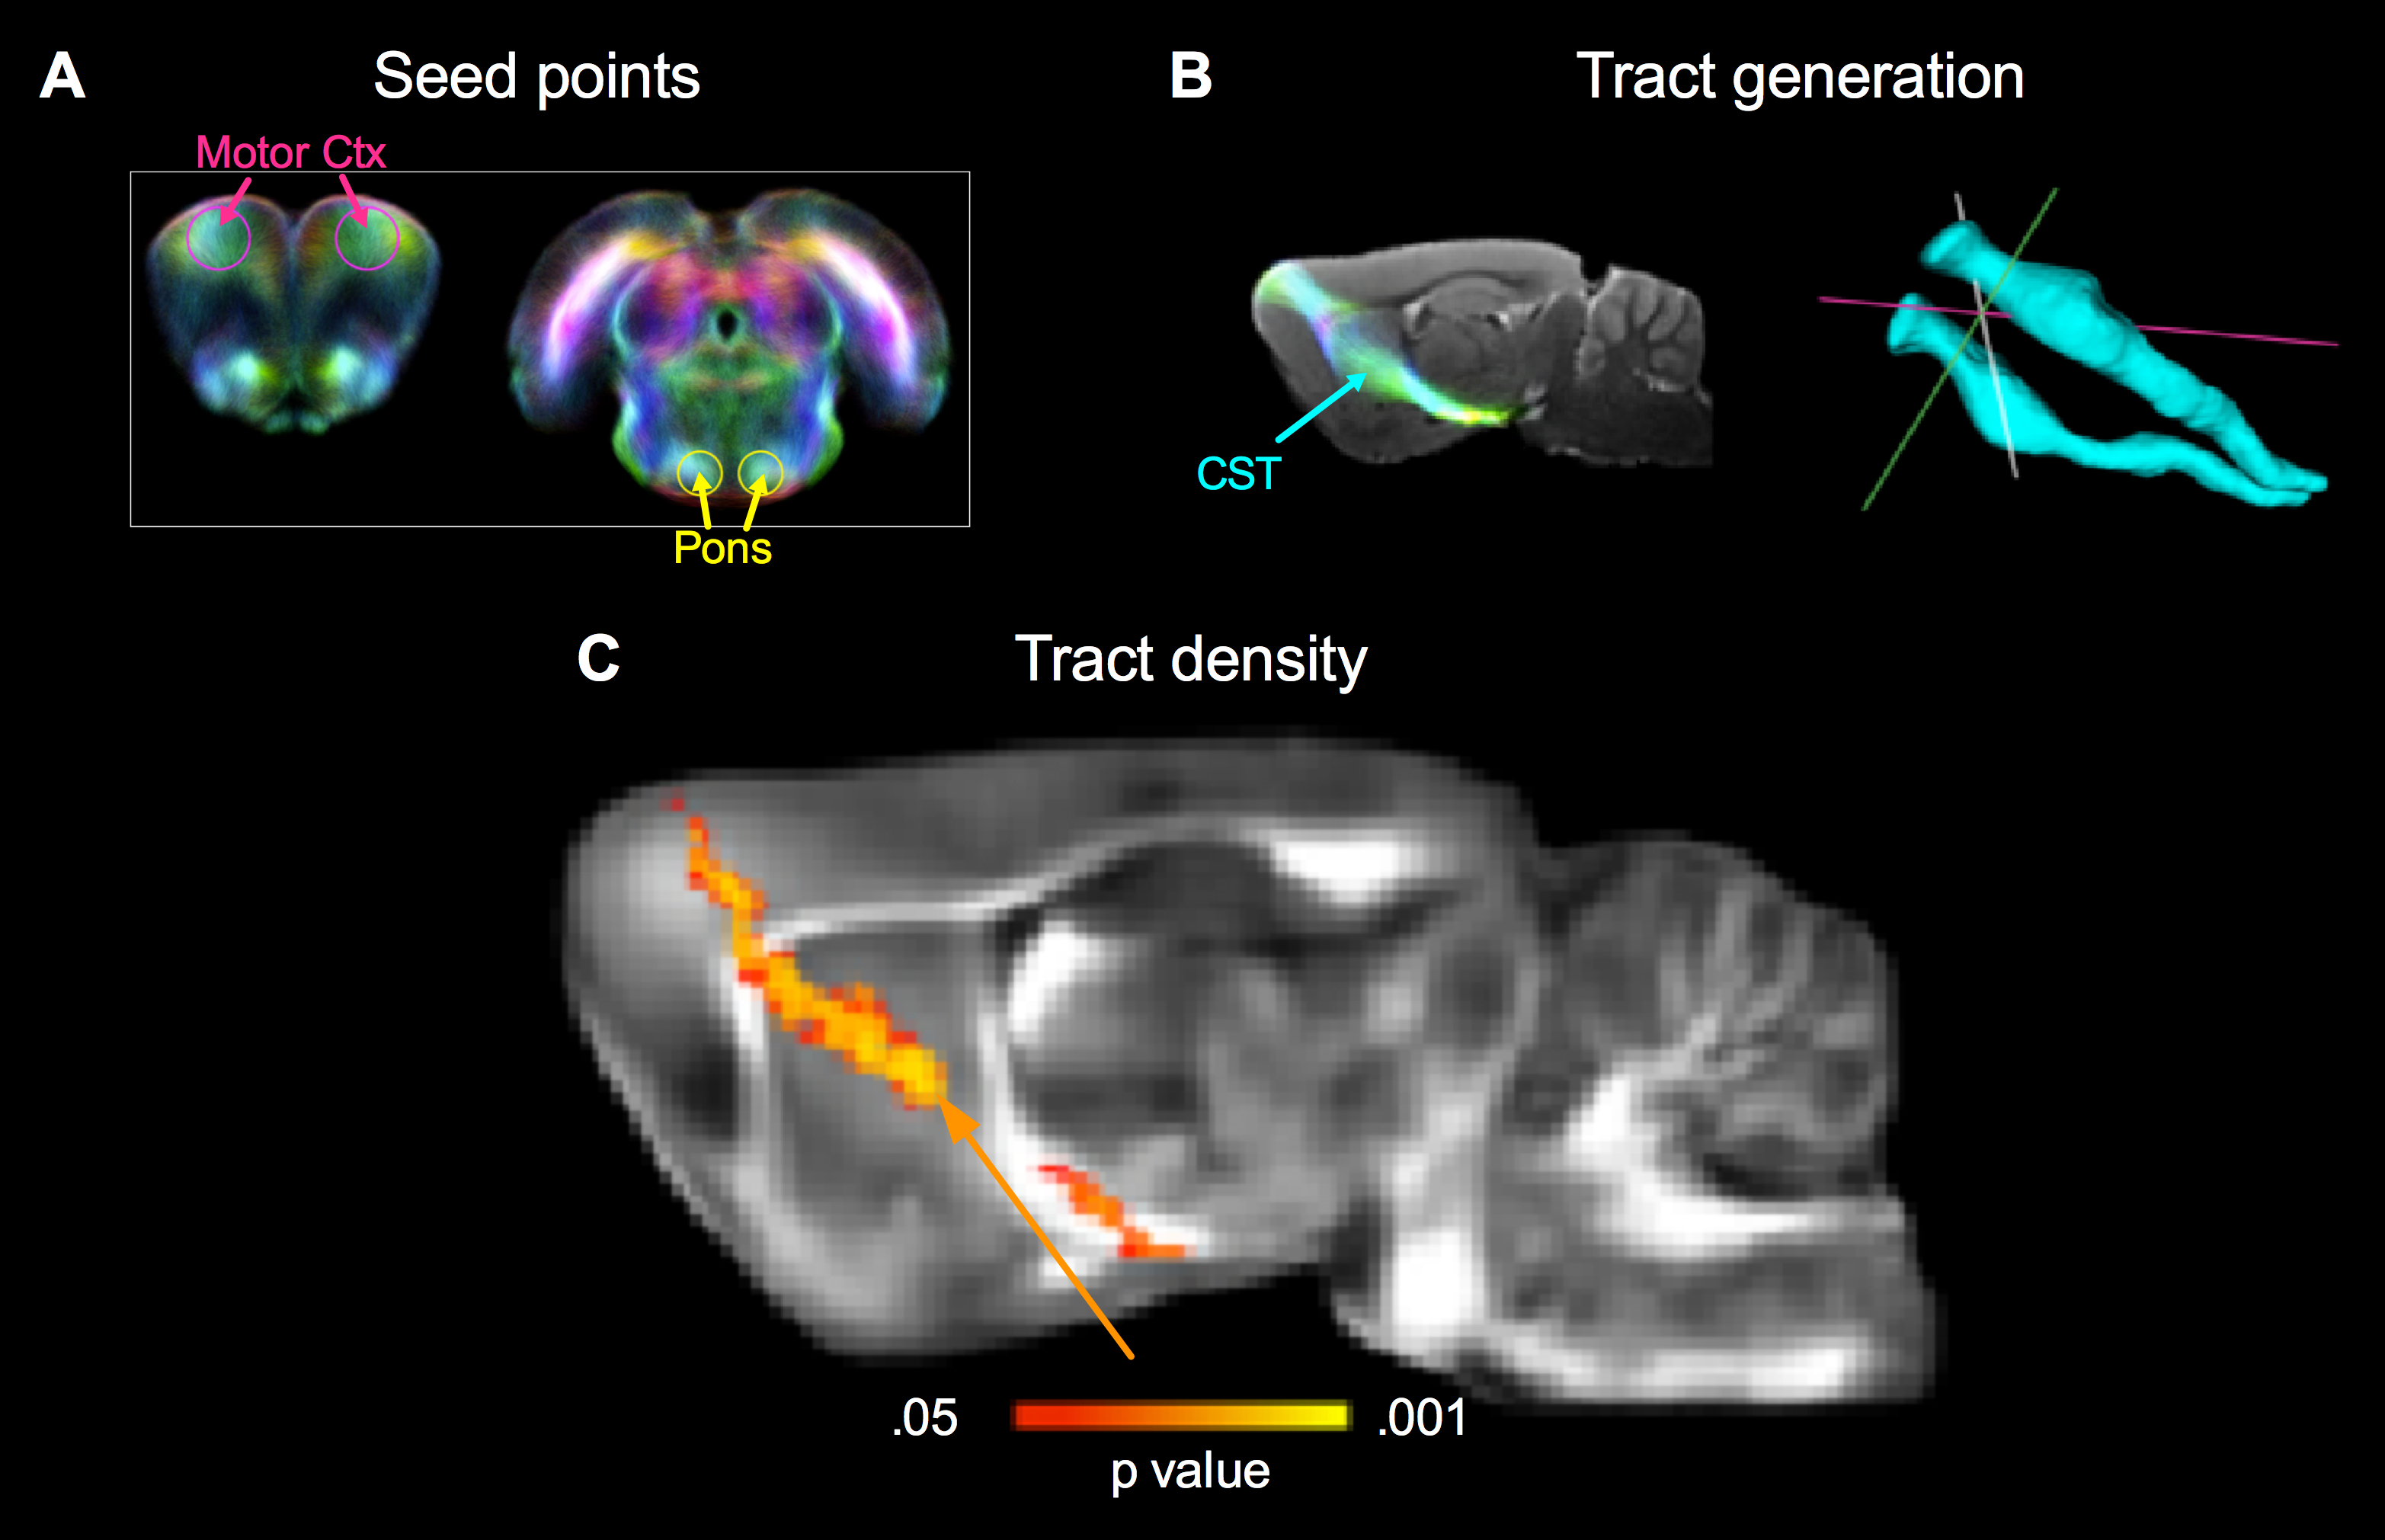 A
Seed points
Motor Ctx
Pons
B
Tract generation
CST
C
Tract density
.05
.001
p value